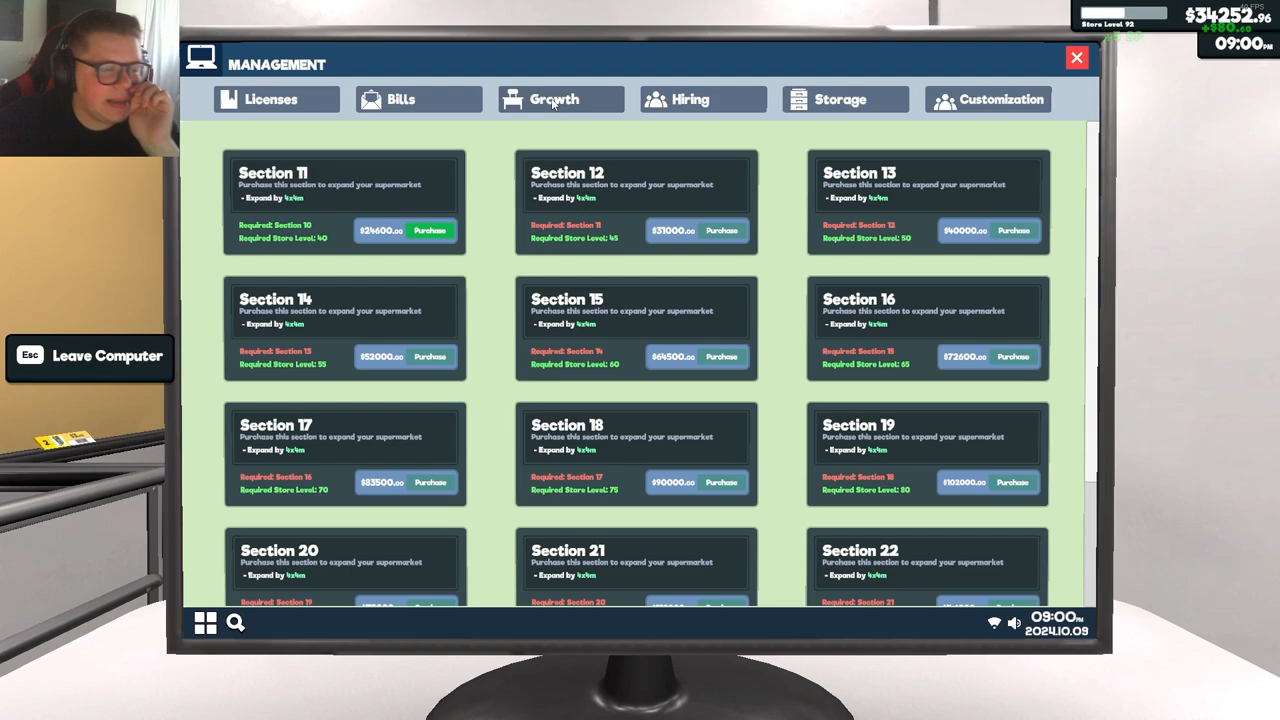 40 FPS
$34252.96
Store Level 92
+$80.60
09:00PM
MANAGEMENT
Licenses
Bills
Growth
Hiring
Storage
Customization
Section 11
Purchase this section to expand your supermarket
- Expand by 4x4m
Required: Section 10
Required Store Level: 40
$24600.00 Purchase
Section 12
Purchase this section to expand your supermarket
- Expand by 4x4m
Required: Section 11
Required Store Level: 45
$31000.00 Purchase
Section 13
Purchase this section to expand your supermarket
- Expand by 4x4m
Required: Section 12
Required Store Level: 50
$40000.00 Purchase
Section 14
Purchase this section to expand your supermarket
- Expand by 4x4m
Required: Section 13
Required Store Level: 55
$52000.00 Purchase
Section 15
Purchase this section to expand your supermarket
- Expand by 4x4m
Required: Section 14
Required Store Level: 60
$64500.00 Purchase
Section 16
Purchase this section to expand your supermarket
- Expand by 4x4m
Required: Section 15
Required Store Level: 65
$72600.00 Purchase
Esc Leave Computer
Section 17
Purchase this section to expand your supermarket
- Expand by 4x4m
Required: Section 16
Required Store Level: 70
$83500.00 Purchase
Section 18
Purchase this section to expand your supermarket
- Expand by 4x4m
Required: Section 17
Required Store Level: 75
$90000.00 Purchase
Section 19
Purchase this section to expand your supermarket
- Expand by 4x4m
Required: Section 18
Required Store Level: 80
$102000.00 Purchase
Section 20
Purchase this section to expand your supermarket
- Expand by 4x4m
Required: Section 19
Section 21
Purchase this section to expand your supermarket
- Expand by 4x4m
Required: Section 20
Section 22
Purchase this section to expand your supermarket
- Expand by 4x4m
Required: Section 21
09:00PM
2024.10.09